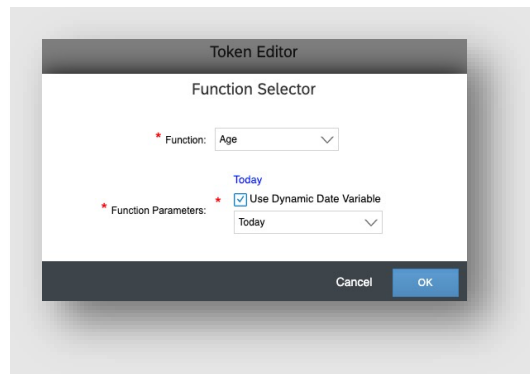 Token Editor
Function Selector
* Function: Age
Today
* Function Parameters: * Use Dynamic Date Variable
Today
Cancel OK